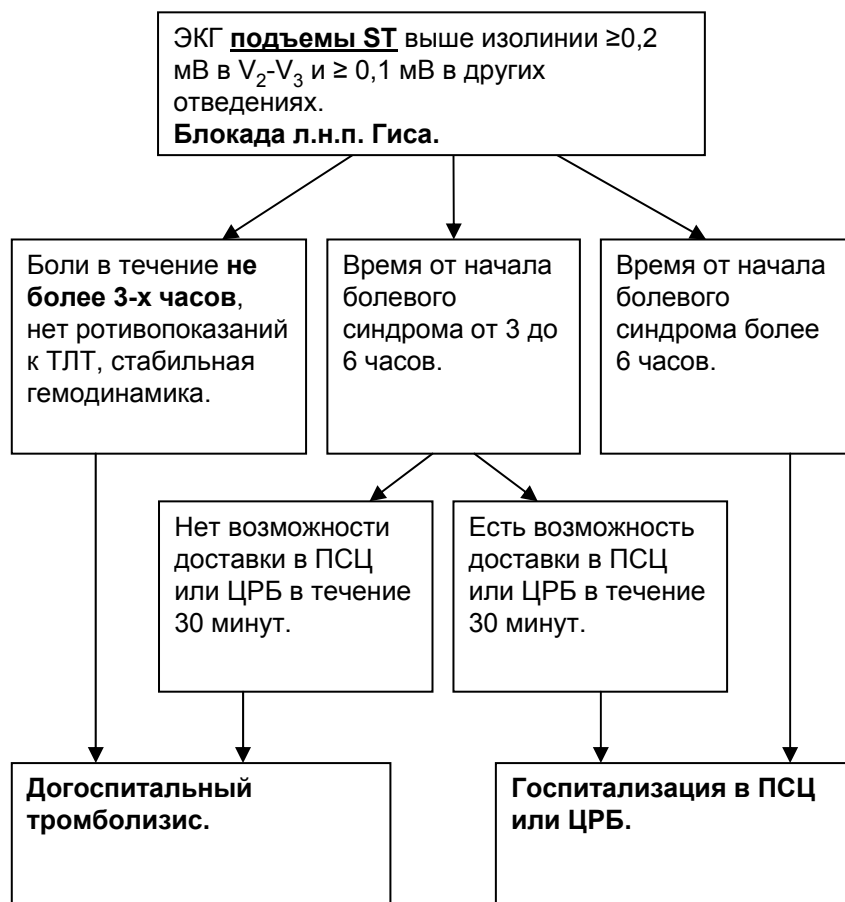 ЭКГ подъемы ST выше изолинии ≥0,2
мВ в V2-V3 и ≥ 0,1 мВ в других
отведениях.
Блокада л.н.п. Гиса.
Боли в течение не
более 3-х часов,
нет ротивопоказаний
к ТЛТ, стабильная
гемодинамика.
Время от начала
болевого
синдрома от 3 до
6 часов.
Время от начала
болевого
синдрома более
6 часов.
Нет возможности
доставки в ПСЦ
или ЦРБ в течение
30 минут.
Есть возможность
доставки в ПСЦ
или ЦРБ в течение
30 минут.
Догоспитальный
тромболизис.
Госпитализация в ПСЦ
или ЦРБ.